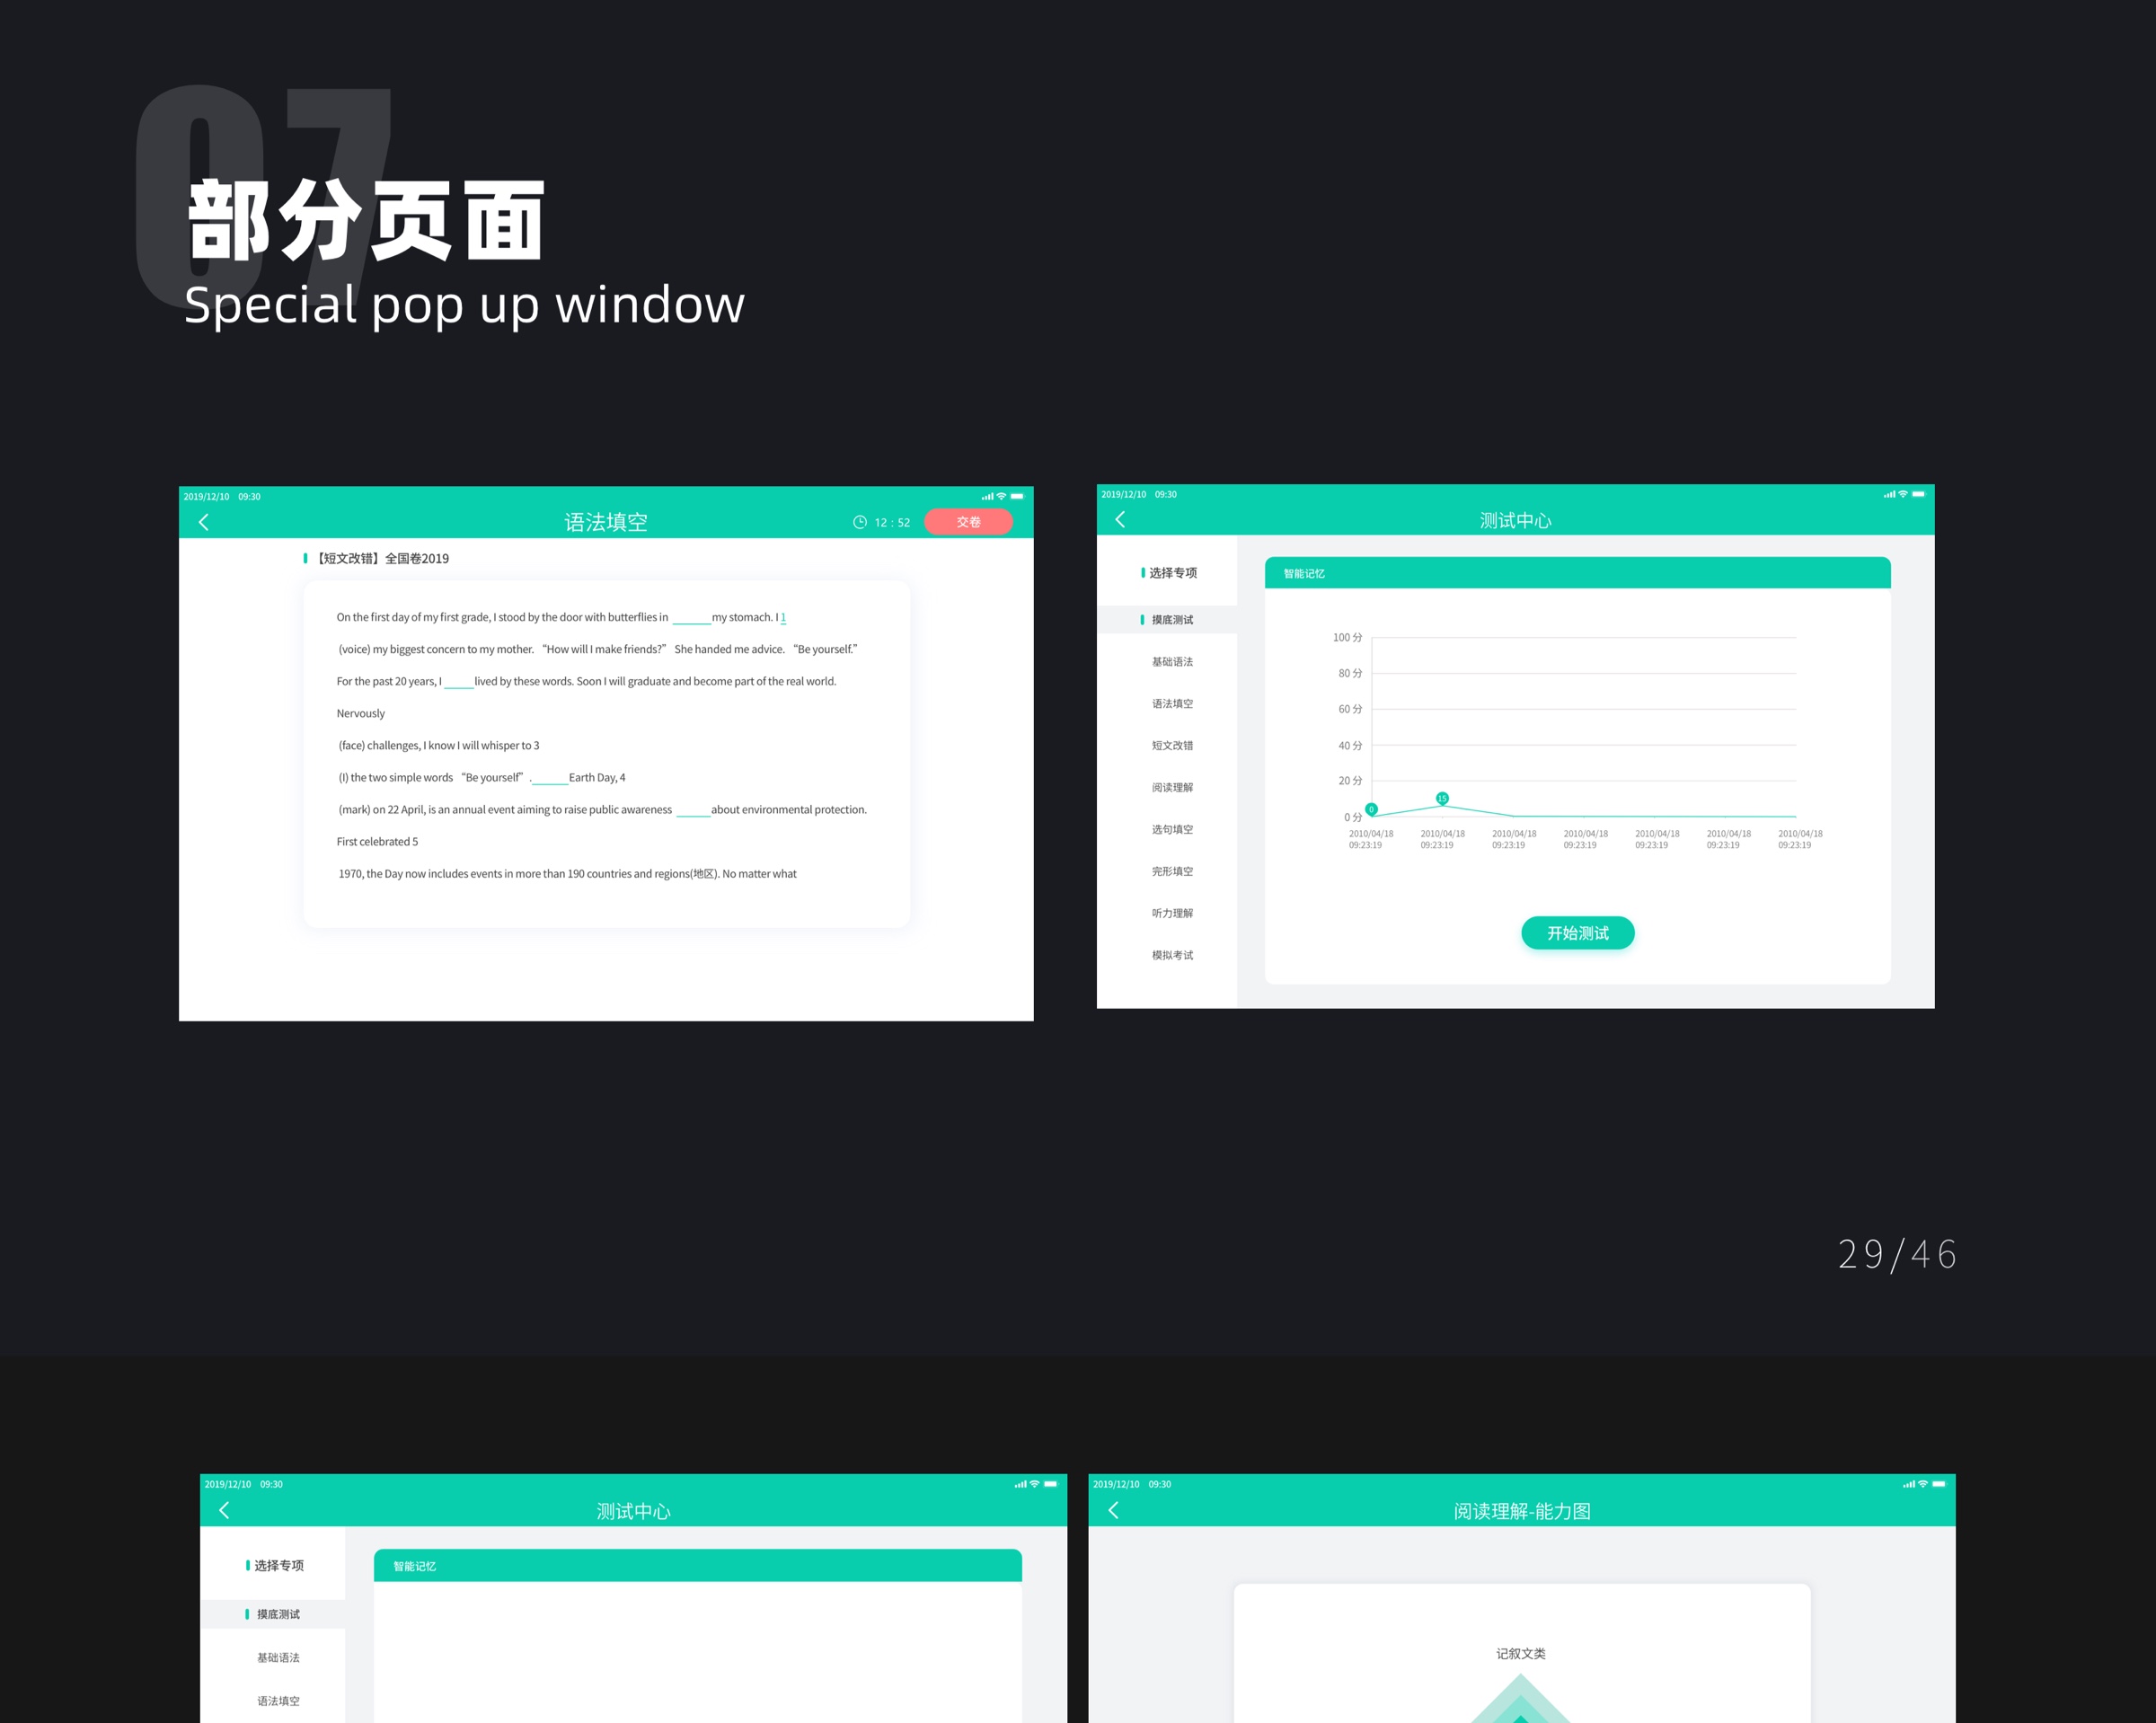 07
部分页面
Special pop up window
2019/12/10 09:30
语法填空
12 : 52
交卷
【短文改错】全国卷2019
On the first day of my first grade, I stood by the door with butterflies in ______ my stomach. I 1
(voice) my biggest concern to my mother. “How will I make friends?” She handed me advice. “Be yourself.”
For the past 20 years, I _____ lived by these words. Soon I will graduate and become part of the real world.
Nervously
(face) challenges, I know I will whisper to 3
(I) the two simple words “Be yourself” .______ Earth Day, 4
(mark) on 22 April, is an annual event aiming to raise public awareness ______ about environmental protection.
First celebrated 5
1970, the Day now includes events in more than 190 countries and regions(地区). No matter what
2019/12/10 09:30
测试中心
选择专项
摸底测试
基础语法
语法填空
短文改错
阅读理解
选句填空
完形填空
听力理解
模拟考试
智能记忆
100 分
80 分
60 分
40 分
20 分
0 分
0
15
2010/04/18 2010/04/18 2010/04/18 2010/04/18 2010/04/18 2010/04/18 2010/04/18
09:23:19 09:23:19 09:23:19 09:23:19 09:23:19 09:23:19 09:23:19
开始测试
29/46
2019/12/10 09:30
测试中心
选择专项
摸底测试
基础语法
语法填空
智能记忆
2019/12/10 09:30
阅读理解-能力图
记叙文类